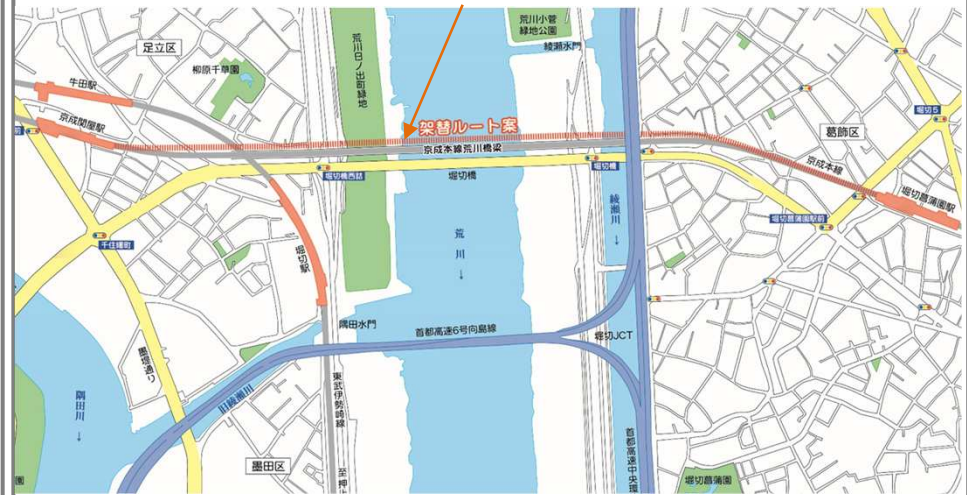 荒川小菅
緑地公園
足立区
綾瀬水門
荒川日ノ出町緑地
柳原千草園
牛田駅
堀切5
京成関屋駅
架替ルート案
葛飾区
京成本線荒川橋梁
京成本線
堀切橋
堀切橋西詰
堀切橋
堀切菖蒲園駅
綾瀬川
→
堀切菖蒲園駅前
荒川
→
千住曙町
堀切駅
隅田水門
首都高速6号向島線
堀切JCT
墨堤通り
旧綾瀬川
東武伊勢崎線
隅田川
→
首都高速中央環
墨田区
至押上
堀切菖蒲園
園